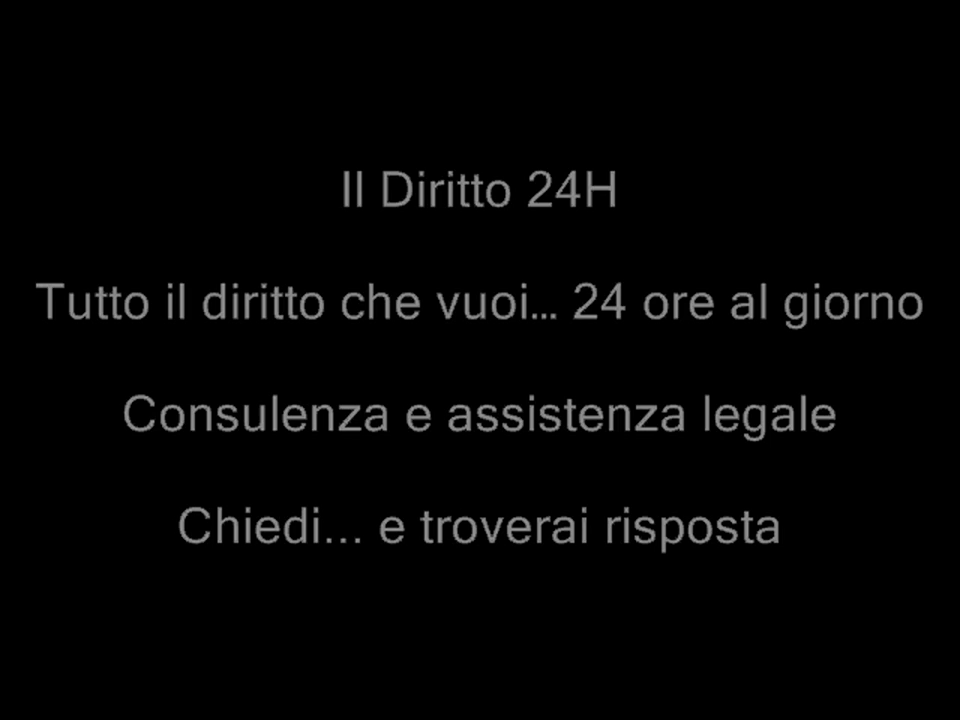 Il Diritto 24H
Tutto il diritto che vuoi... 24 ore al giorno
Consulenza e assistenza legale
Chiedi... e troverai risposta